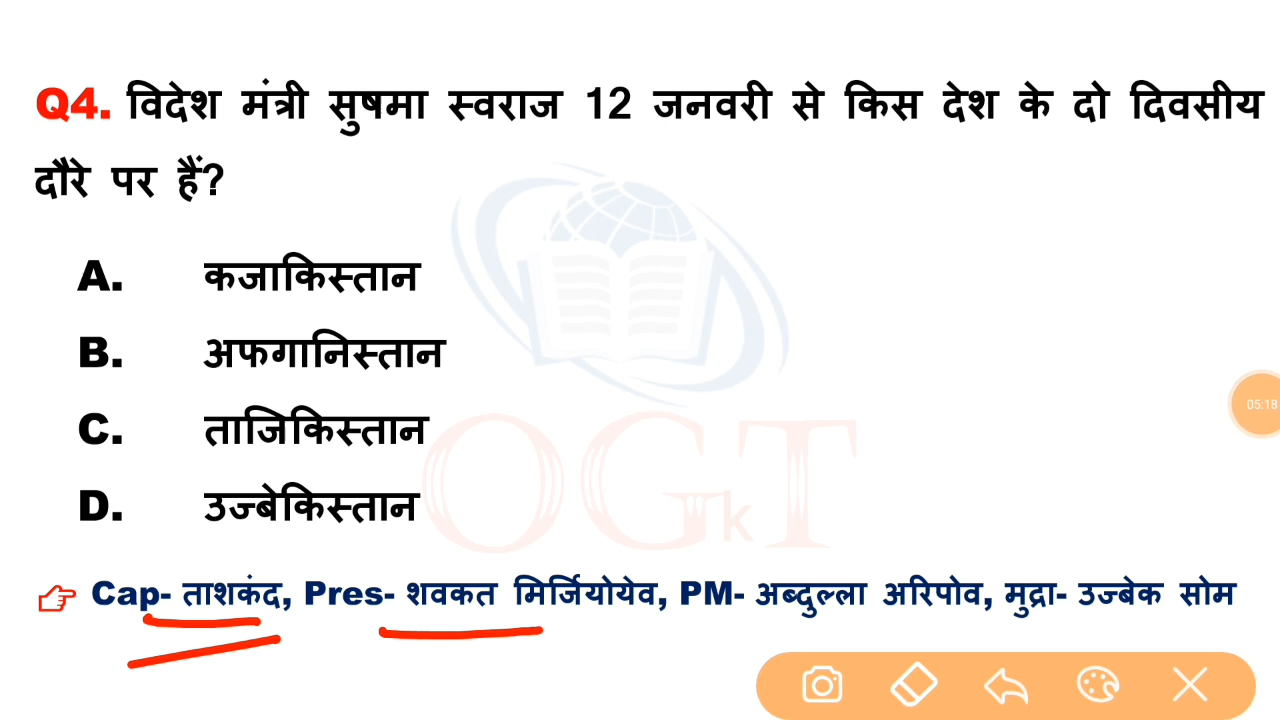 Q4. विदेश मंत्री सुषमा स्वराज 12 जनवरी से किस देश के दो दिवसीय
दौरे पर हैं?
A. कजाकिस्तान
B. अफगानिस्तान
C. ताजिकिस्तान
D. उज्बेकिस्तान
OGkT
05:18
Cap- ताशकंद, Pres- शवकत मिर्जियोयेव, PM- अब्दुल्ला अरिपोव, मुद्रा- उज्बेक सोम